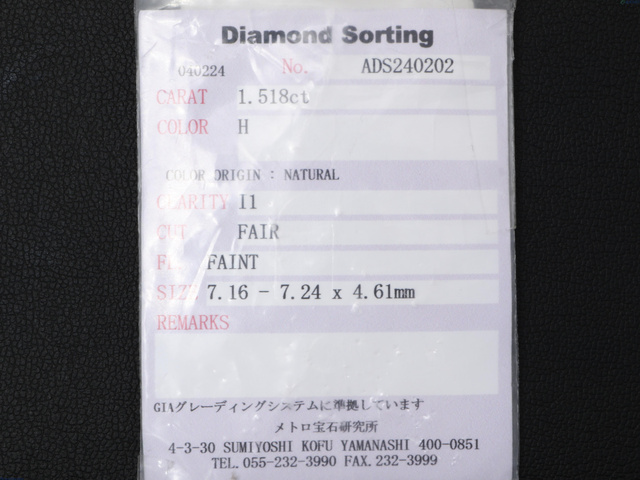 Diamond Sorting
040224 No. ADS240202
CARAT 1.518ct
COLOR H
COLOR ORIGIN : NATURAL
CLARITY I1
CUT FAIR
FL. FAINT
SIZE 7.16 - 7.24 x 4.61mm
REMARKS
GIAグレーディングシステムに準拠しています
メトロ宝石研究所
4-3-30 SUMIYOSHI KOFU YAMANASHI 400-0851
TEL. 055-232-3990 FAX. 232-3999